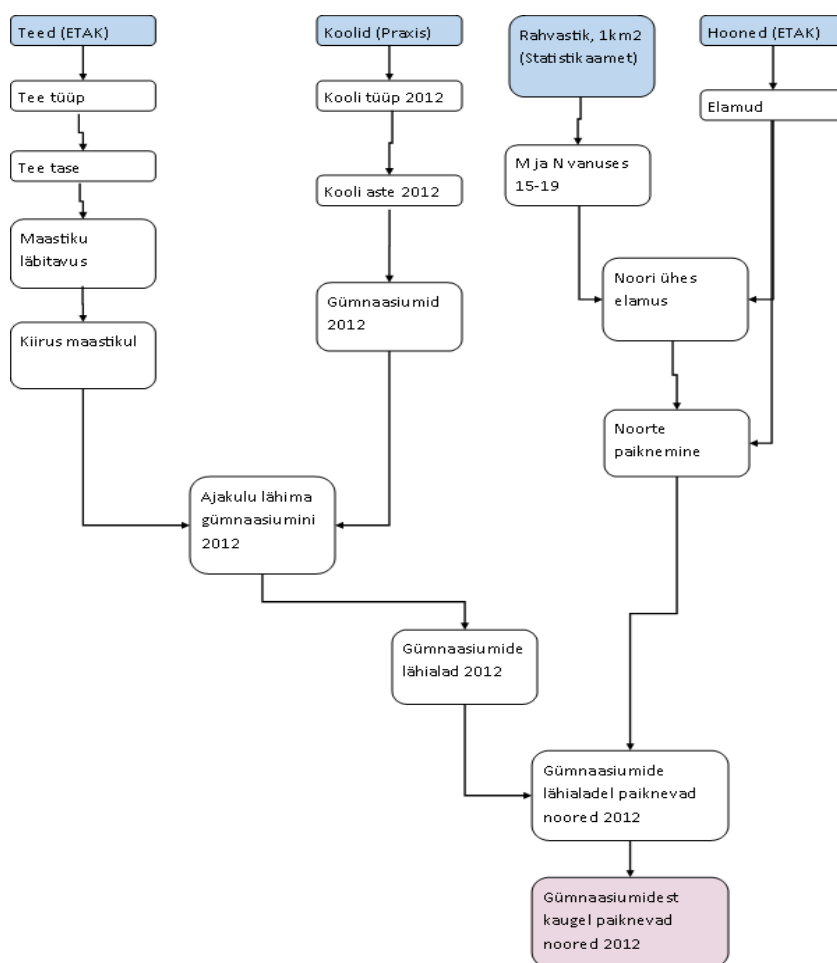 Teed (ETAK)
Koolid (Praxis)
Rahvastik, 1km2
(Statistikaamet)
Hooned (ETAK)
Tee tüüp
Kooli tüüp 2012
Elamud
Tee tase
Kooli aste 2012
M ja N vanuses
15-19
Maastiku
läbitavus
Noori ühes
elamus
Gümnaasiumid
2012
Kiirus maastikul
Noorte
paiknemine
Ajakulu lähima
gümnaasiumini
2012
Gümnaasiumide
lähialad 2012
Gümnaasiumide
lähialadel paiknevad
noored 2012
Gümnaasiumidest
kaugel paiknevad
noored 2012